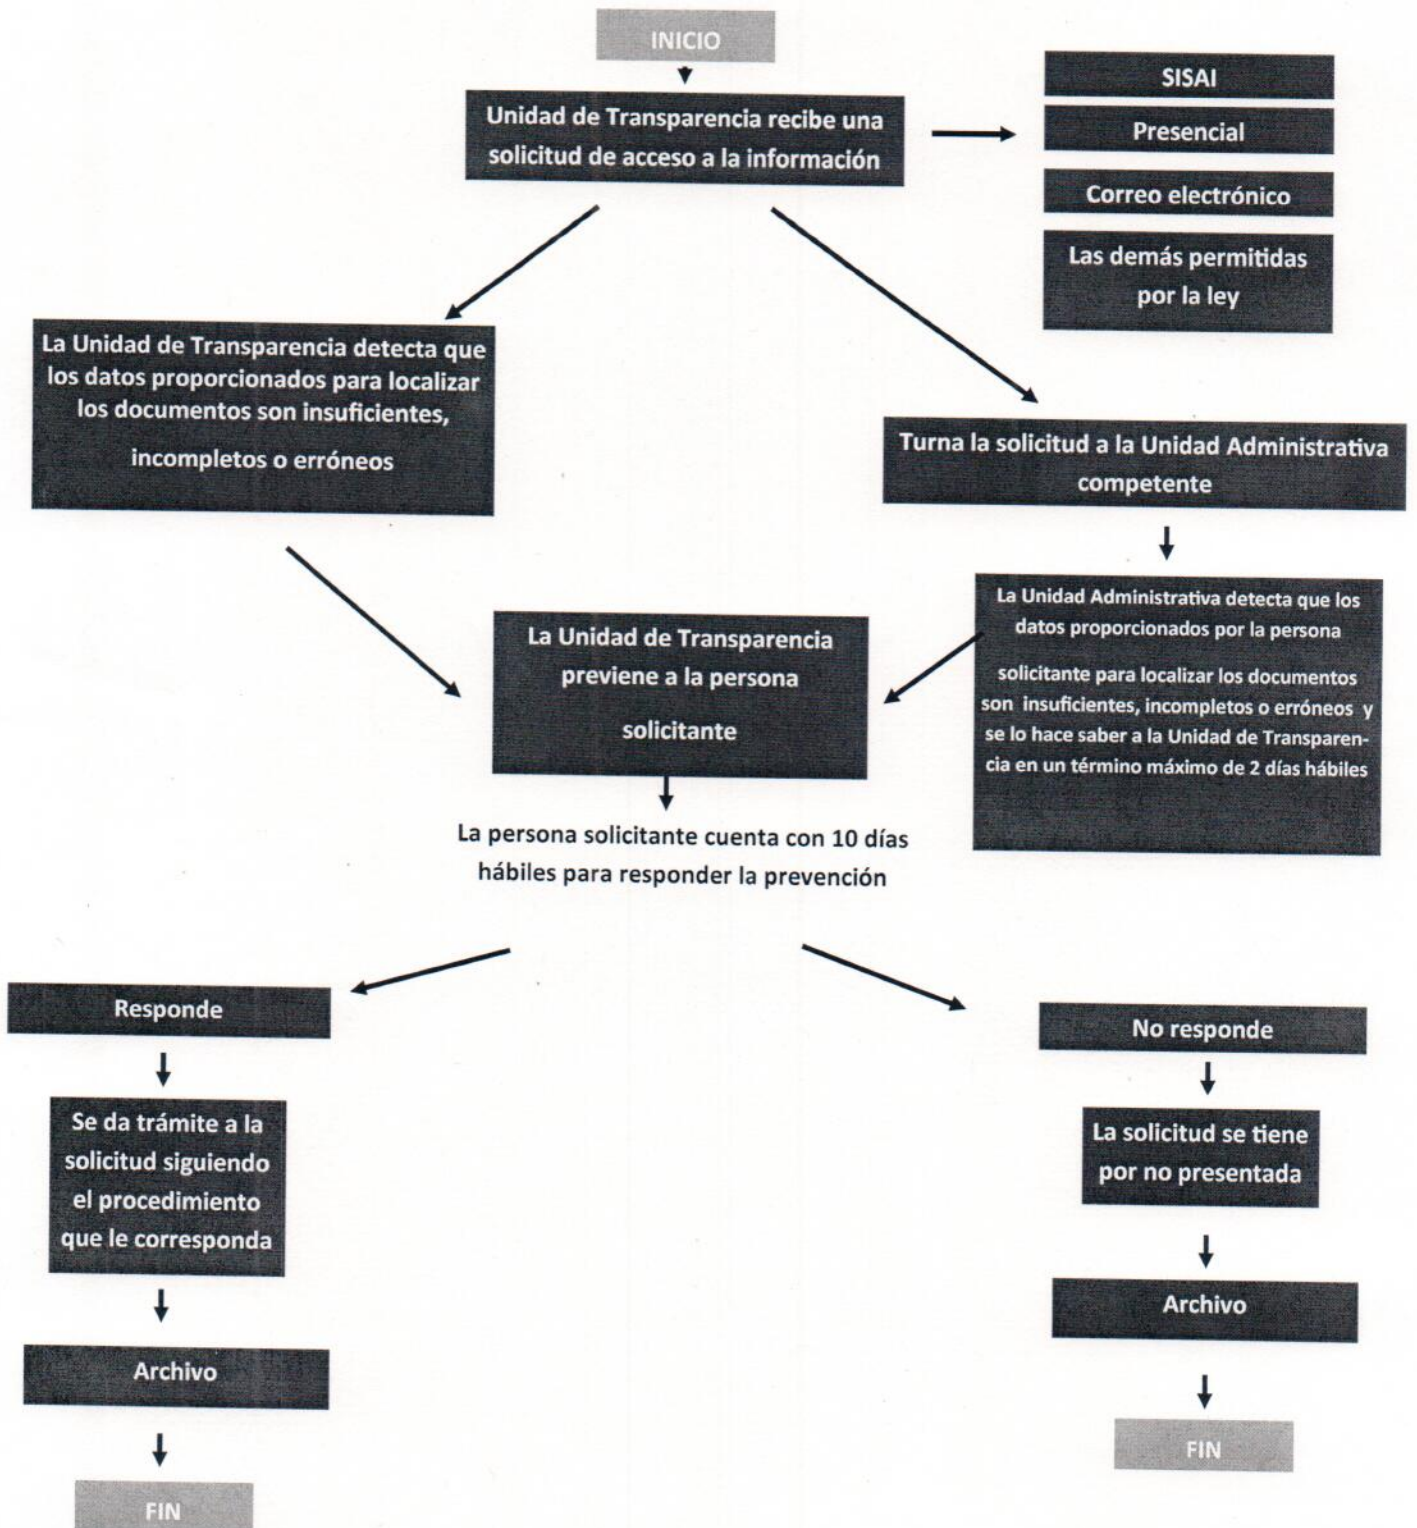 INICIO
Unidad de Transparencia recibe una
solicitud de acceso a la información
SISAI
Presencial
Correo electrónico
Las demás permitidas
por la ley
La Unidad de Transparencia detecta que
los datos proporcionados para localizar
los documentos son insuficientes,
incompletos o erróneos
Turna la solicitud a la Unidad Administrativa
competente
La Unidad Administrativa detecta que los
datos proporcionados por la persona
solicitante para localizar los documentos
son insuficientes, incompletos o erróneos y
se lo hace saber a la Unidad de Transparen-
cia en un término máximo de 2 días hábiles
La Unidad de Transparencia
previene a la persona
solicitante
La persona solicitante cuenta con 10 días
hábiles para responder la prevención
Responde
Se da trámite a la
solicitud siguiendo
el procedimiento
que le corresponda
Archivo
FIN
No responde
La solicitud se tiene
por no presentada
Archivo
FIN